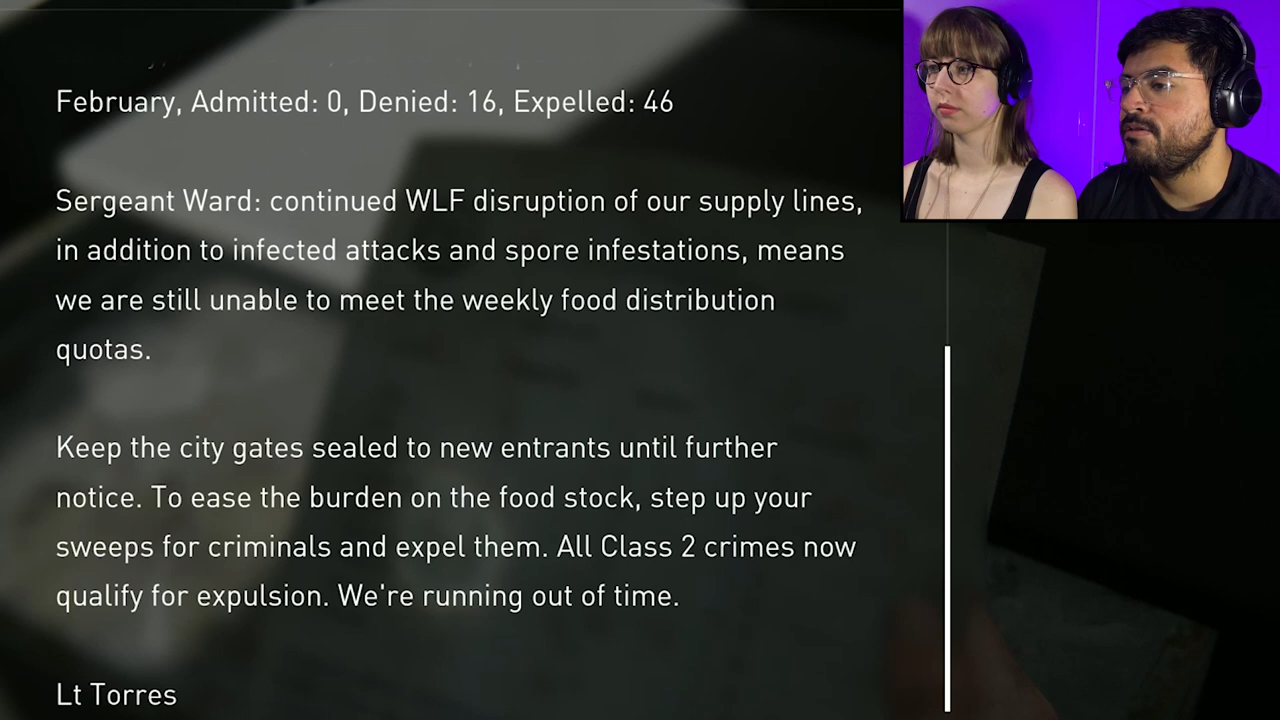 February, Admitted: 0, Denied: 16, Expelled: 46
Sergeant Ward: continued WLF disruption of our supply lines,
in addition to infected attacks and spore infestations, means
we are still unable to meet the weekly food distribution
quotas.
Keep the city gates sealed to new entrants until further
notice. To ease the burden on the food stock, step up your
sweeps for criminals and expel them. All Class 2 crimes now
qualify for expulsion. We're running out of time.
Lt Torres